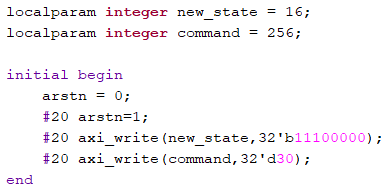 localparam integer new_state = 16;
localparam integer command = 256;
initial begin
arstn = 0;
#20 arstn=1;
#20 axi_write(new_state,32'b11100000);
#20 axi_write(command,32'd30);
end